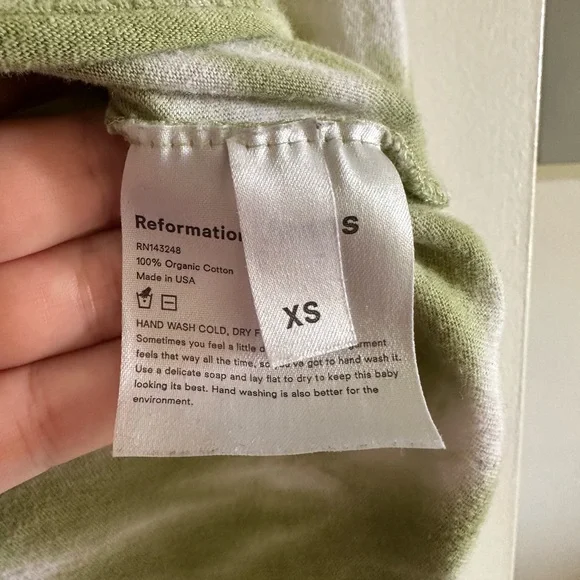 Reformation
S
RN143248
100% Organic Cotton
Made in USA
XS
HAND WASH COLD, DRY
Sometimes you feel a little
feels that way all the time, so you've got to hand wash it.
Use a delicate soap and lay flat to dry to keep this baby
looking its best. Hand washing is also better for the
environment.